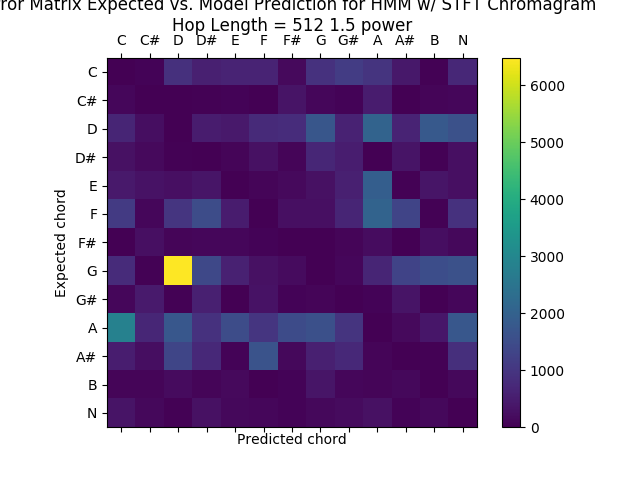 ror Matrix Expected vs. Model Prediction for HMM w/ STFT Chromagram
Hop Length = 512 1.5 power
C C# D D# E F F# G G# A A# B N
C
C#
D
D#
E
F
F#
G
G#
A
A#
B
N
Expected chord
Predicted chord
6000
5000
4000
3000
2000
1000
0